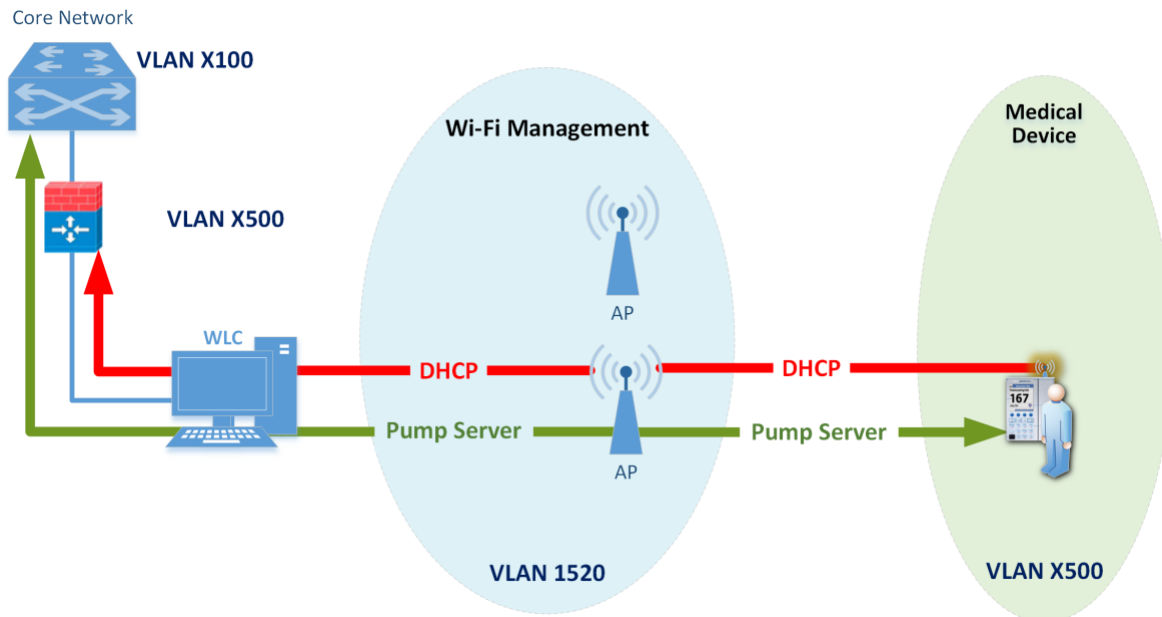 Core Network
VLAN X100
VLAN X500
WLC
Wi-Fi Management
AP
AP
DHCP
DHCP
Pump Server
Pump Server
VLAN 1520
Medical
Device
167
VLAN X500